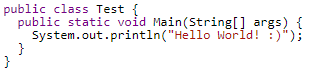 public class Test {
  public static void Main(String[] args) {
    System.out.println("Hello World! :)");
  }
}